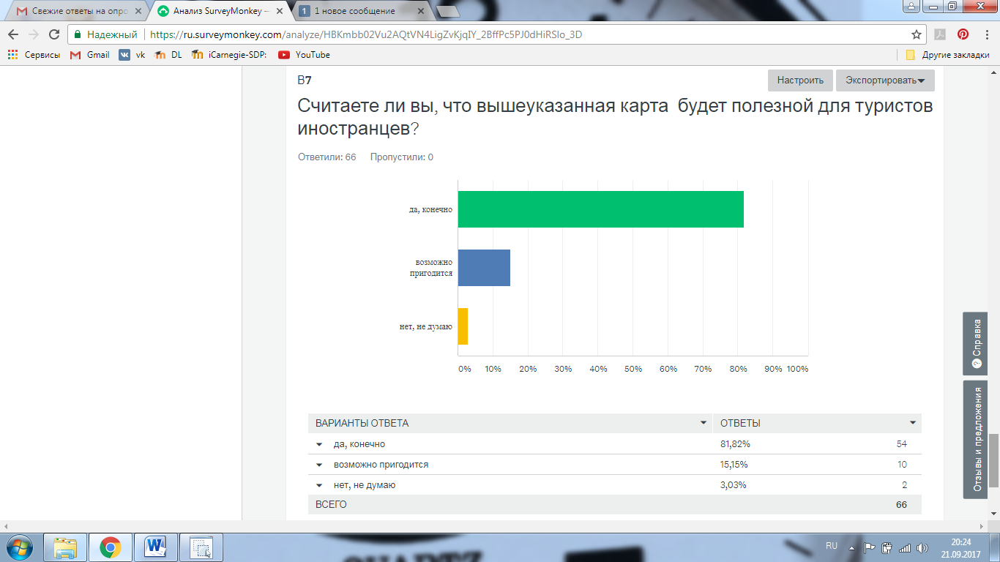 Свежие ответы на опро
Анализ SurveyMonkey –
1 новое сообщение
Надежный
https://ru.surveymonkey.com/analyze/HBKmbb02Vu2AQtVN4LigZvKjqIY_2BffPc5PJ0dHiRSIo_3D
Сервисы
Gmail
vk
DL
iCarnegie-SDP:
YouTube
Другие закладки
В7
Настроить
Экспортировать
Считаете ли вы, что вышеуказанная карта будет полезной для туристов
иностранцев?
Ответили: 66 Пропустили: 0
да, конечно
возможно
пригодится
нет, не думаю
0% 10% 20% 30% 40% 50% 60% 70% 80% 90% 100%
Справка
Отзывы и предложения
ВАРИАНТЫ ОТВЕТА ОТВЕТЫ
да, конечно 81,82% 54
возможно пригодится 15,15% 10
нет, не думаю 3,03% 2
ВСЕГО 66
RU
20:24
21.09.2017